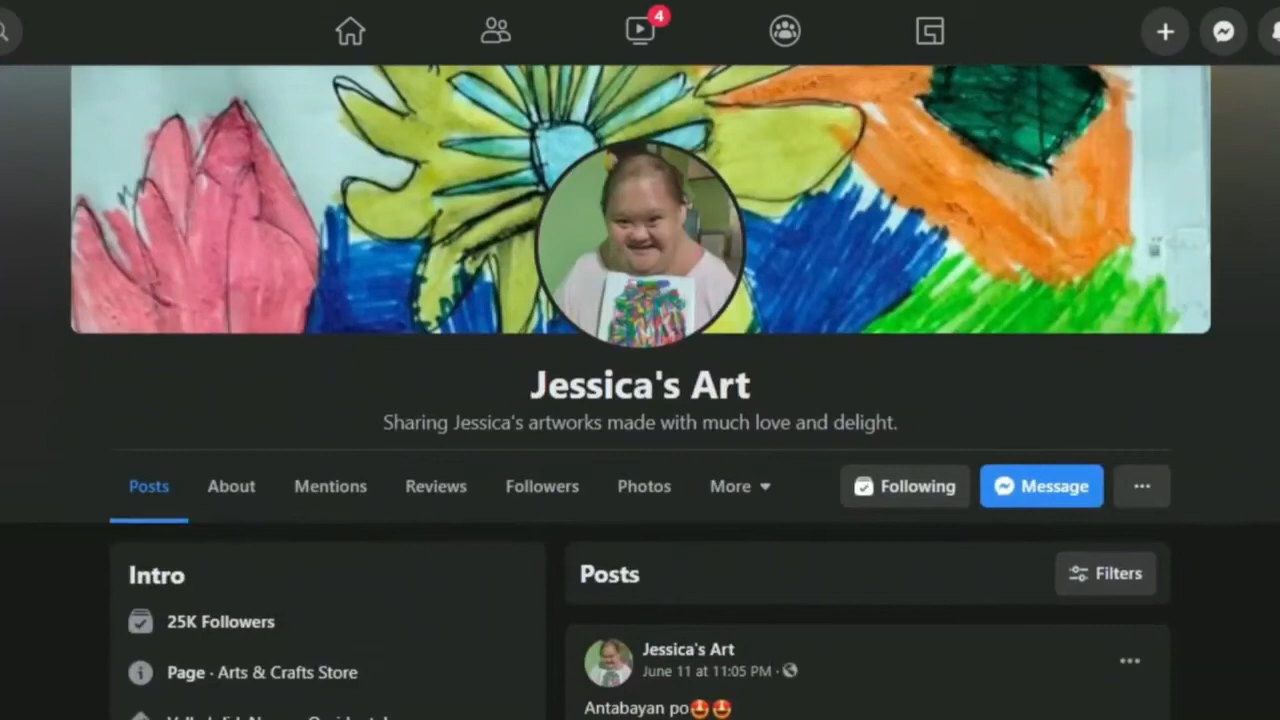 4
Jessica's Art
Sharing Jessica's artworks made with much love and delight.
Posts About Mentions Reviews Followers Photos More Following Message
Intro
25K Followers
Page · Arts & Crafts Store
Posts Filters
Jessica's Art
June 11 at 11:05 PM ·
Antabayan po🤩🤩